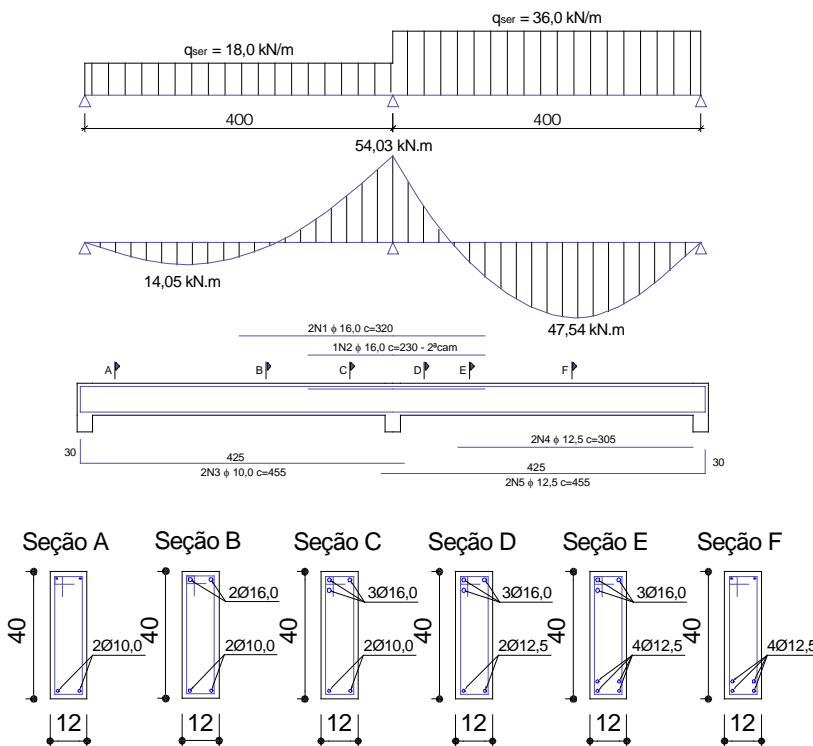 qser = 18,0 kN/m
qser = 36,0 kN/m
400
400
54,03 kN.m
14,05 kN.m
47,54 kN.m
2N1 ϕ 16,0 c=320
1N2 ϕ 16,0 c=230 - 2ªcam
A
B
C
D
E
F
2N4 ϕ 12,5 c=305
30
425
2N3 ϕ 10,0 c=455
425
2N5 ϕ 12,5 c=455
30
Seção A
Seção B
Seção C
Seção D
Seção E
Seção F
40
2Ø10,0
12
40
2Ø16,0
2Ø10,0
12
40
3Ø16,0
2Ø10,0
12
40
3Ø16,0
2Ø12,5
12
40
3Ø16,0
4Ø12,5
12
40
4Ø12,5
12